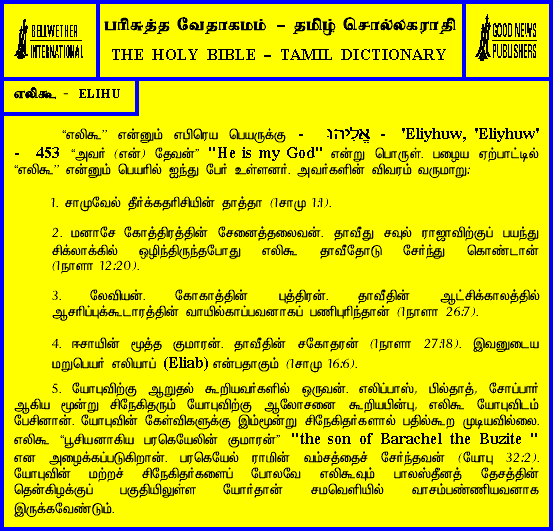 BELLWETHER
INTERNATIONAL
பரிசுத்த வேதாகமம் – தமிழ் சொல்லகராதி
THE HOLY BIBLE – TAMIL DICTIONARY
GOOD NEWS
PUBLISHERS
எலிகூ - ELIHU
“எலிகூ” என்னும் எபிரெய பெயருக்கு - אֱלִיהוּ - 'Eliyhuw, 'Eliyhuw'
- 453 “அவர் (என்) தேவன்” "He is my God" என்று பொருள். பழைய ஏற்பாட்டில்
“எலிகூ” என்னும் பெயரில் ஐந்து பேர் உள்ளனர். அவர்களின் விவரம் வருமாறு:
1. சாமுவேல் தீர்க்கதரிசியின் தாத்தா (1சாமு 1:1).
2. மனாசே கோத்திரத்தின் சேனைத்தலைவன். தாவீது சவுல் ராஜாவிற்குப் பயந்து
சிக்லாக்கில் ஒழிந்திருந்தபோது எலிகூ தாவீதோடு சேர்ந்து கொண்டான்
(1நாளா 12:20).
3. லேவியன். கோகாத்தின் புத்திரன். தாவீதின் ஆட்சிக்காலத்தில்
ஆசரிப்புக்கூடாரத்தின் வாயில்காப்பவனாகப் பணிபுரிந்தான் (1நாளா 26:7).
4. ஈசாயின் மூத்த குமாரன். தாவீதின் சகோதரன் (1நாளா 27:18). இவனுடைய
மறுபெயர் எலியாப் (Eliab) என்பதாகும் (1சாமு 16:6).
5. யோபுவிற்கு ஆறுதல் கூறியவர்களில் ஒருவன். எலிப்பாஸ், பில்தாத், சோப்பார்
ஆகிய மூன்று சிநேகிதரும் யோபுவிற்கு ஆலோசனை கூறியபின்பு, எலிகூ யோபுவிடம்
பேசினான். யோபுவின் கேள்விகளுக்கு இம்மூன்று சிநேகிதர்களால் பதில்கூற முடியவில்லை.
எலிகூ “பூசியனாகிய பரகெயேலின் குமாரன்” "the son of Barachel the Buzite "
என அழைக்கப்படுகிறான். பரகெயேல் ராமின் வம்சத்தைச் சேர்ந்தவன் (யோபு 32:2).
யோபுவின் மற்றச் சிநேகிதர்களைப் போலவே எலிகூவும் பாலஸ்தீனத் தேசத்தின்
தென்கிழக்குப் பகுதியிலுள்ள யோர்தான் சமவெளியில் வாசம்பண்ணியவனாக
இருக்கவேண்டும்.